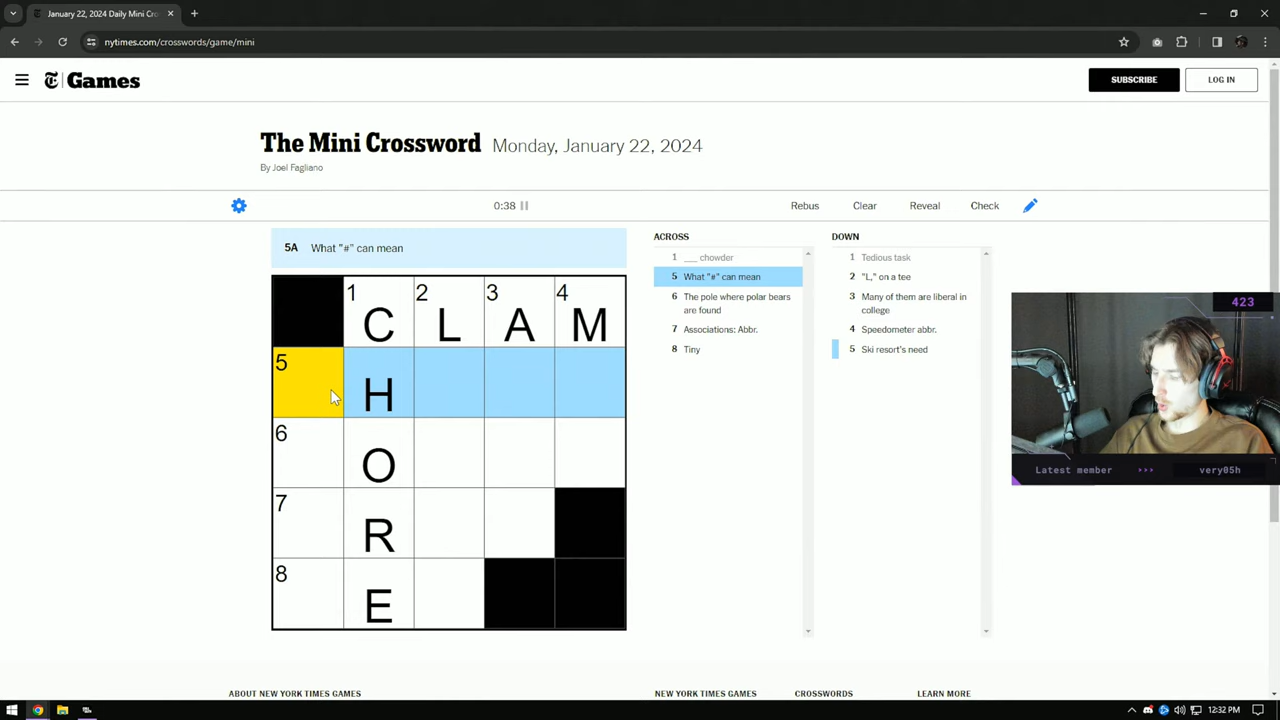 January 22, 2024 Daily Mini Cro
nytimes.com/crosswords/game/mini
Games
SUBSCRIBE
LOG IN
The Mini Crossword Monday, January 22, 2024
By Joel Fagliano
0:38
Rebus
Clear
Reveal
Check
5A What "#" can mean
1 2 3 4
C L A M
5
H
6
O
7
R
8
E
ACROSS
1 ___ chowder
5 What "#" can mean
6 The pole where polar bears
are found
7 Associations: Abbr.
8 Tiny
DOWN
1 Tedious task
2 "L," on a tee
3 Many of them are liberal in
college
4 Speedometer abbr.
5 Ski resort's need
423
Latest member >>> very05h
ABOUT NEW YORK TIMES GAMES
NEW YORK TIMES GAMES
CROSSWORDS
LEARN MORE
12:32 PM